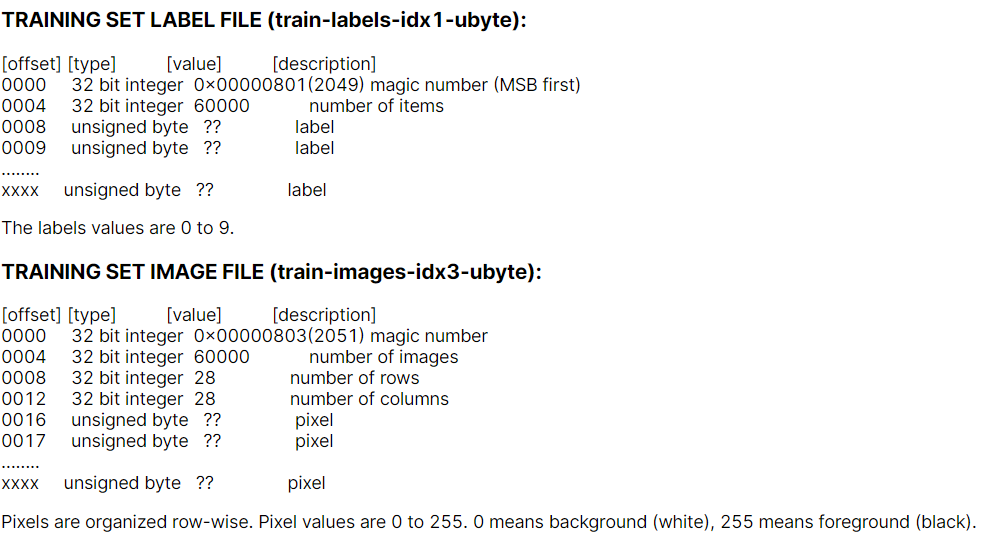 TRAINING SET LABEL FILE (train-labels-idx1-ubyte):
[offset] [type] [value] [description]
0000 32 bit integer 0x00000801(2049) magic number (MSB first)
0004 32 bit integer 60000 number of items
0008 unsigned byte ?? label
0009 unsigned byte ?? label
........
xxxx unsigned byte ?? label
The labels values are 0 to 9.
TRAINING SET IMAGE FILE (train-images-idx3-ubyte):
[offset] [type] [value] [description]
0000 32 bit integer 0x00000803(2051) magic number
0004 32 bit integer 60000 number of images
0008 32 bit integer 28 number of rows
0012 32 bit integer 28 number of columns
0016 unsigned byte ?? pixel
0017 unsigned byte ?? pixel
........
xxxx unsigned byte ?? pixel
Pixels are organized row-wise. Pixel values are 0 to 255. 0 means background (white), 255 means foreground (black).